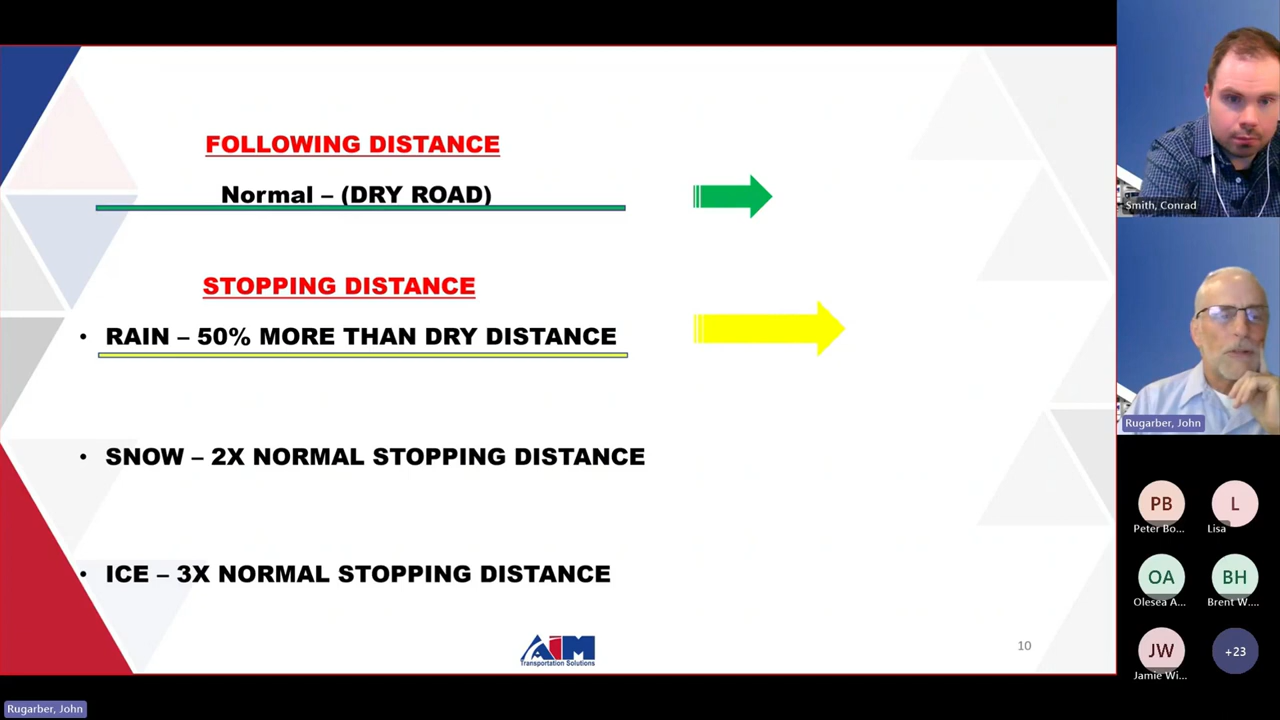 FOLLOWING DISTANCE
Normal – (DRY ROAD)
STOPPING DISTANCE
• RAIN – 50% MORE THAN DRY DISTANCE
• SNOW – 2X NORMAL STOPPING DISTANCE
• ICE – 3X NORMAL STOPPING DISTANCE
AIM
Transportation Solutions
10
Smith, Conrad
Rugarber, John
PB
Peter Bo...
L
Lisa
OA
Olesea A...
BH
Brent W....
JW
Jamie Wi...
+23
Rugarber, John